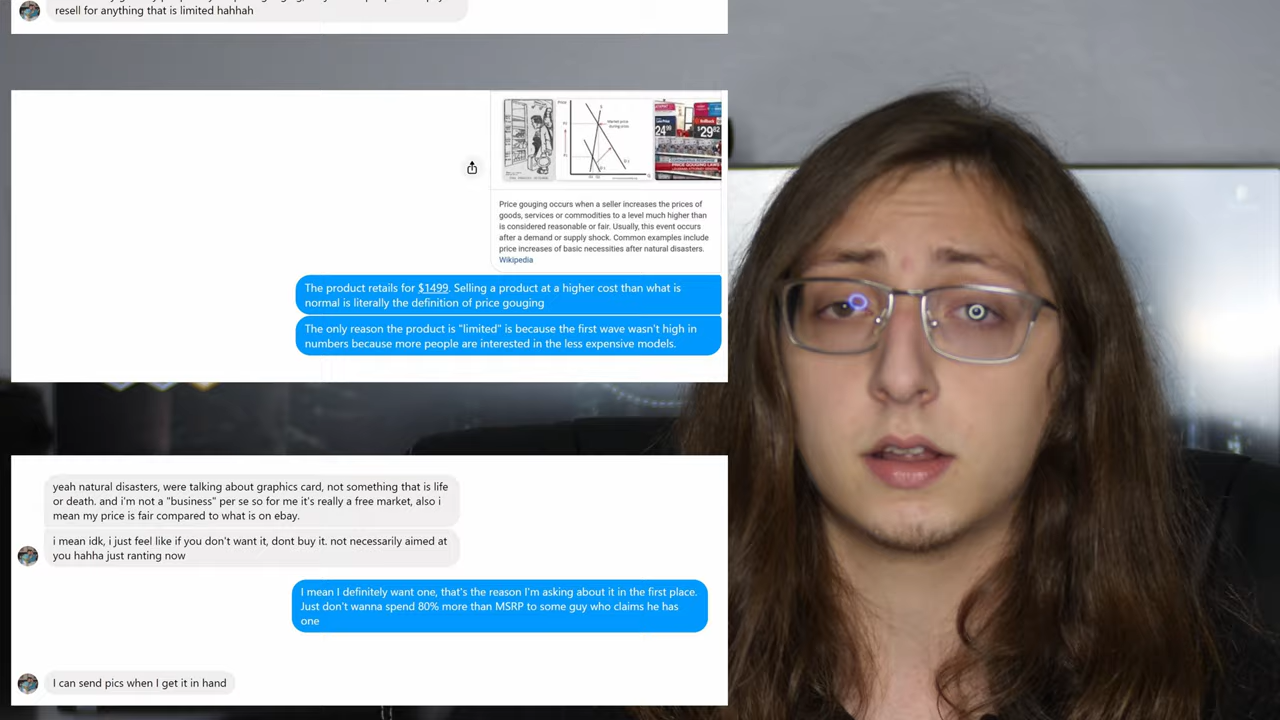 resell for anything that is limited hahhah
Price
Market price
24
$29
PRICE GOUGING LAWS
Price gouging occurs when a seller increases the prices of
goods, services or commodities to a level much higher than
is considered reasonable or fair. Usually, this event occurs
after a demand or supply shock. Common examples include
price increases of basic necessities after natural disasters.
Wikipedia
The product retails for $1499. Selling a product at a higher cost than what is
normal is literally the definition of price gouging
The only reason the product is "limited" is because the first wave wasn't high in
numbers because more people are interested in the less expensive models.
yeah natural disasters, were talking about graphics card, not something that is life
or death. and i'm not a "business" per se so for me it's really a free market, also i
mean my price is fair compared to what is on ebay.
i mean idk, i just feel like if you don't want it, dont buy it. not necessarily aimed at
you hahha just ranting now
I mean I definitely want one, that's the reason I'm asking about it in the first place.
Just don't wanna spend 80% more than MSRP to some guy who claims he has
one
I can send pics when I get it in hand